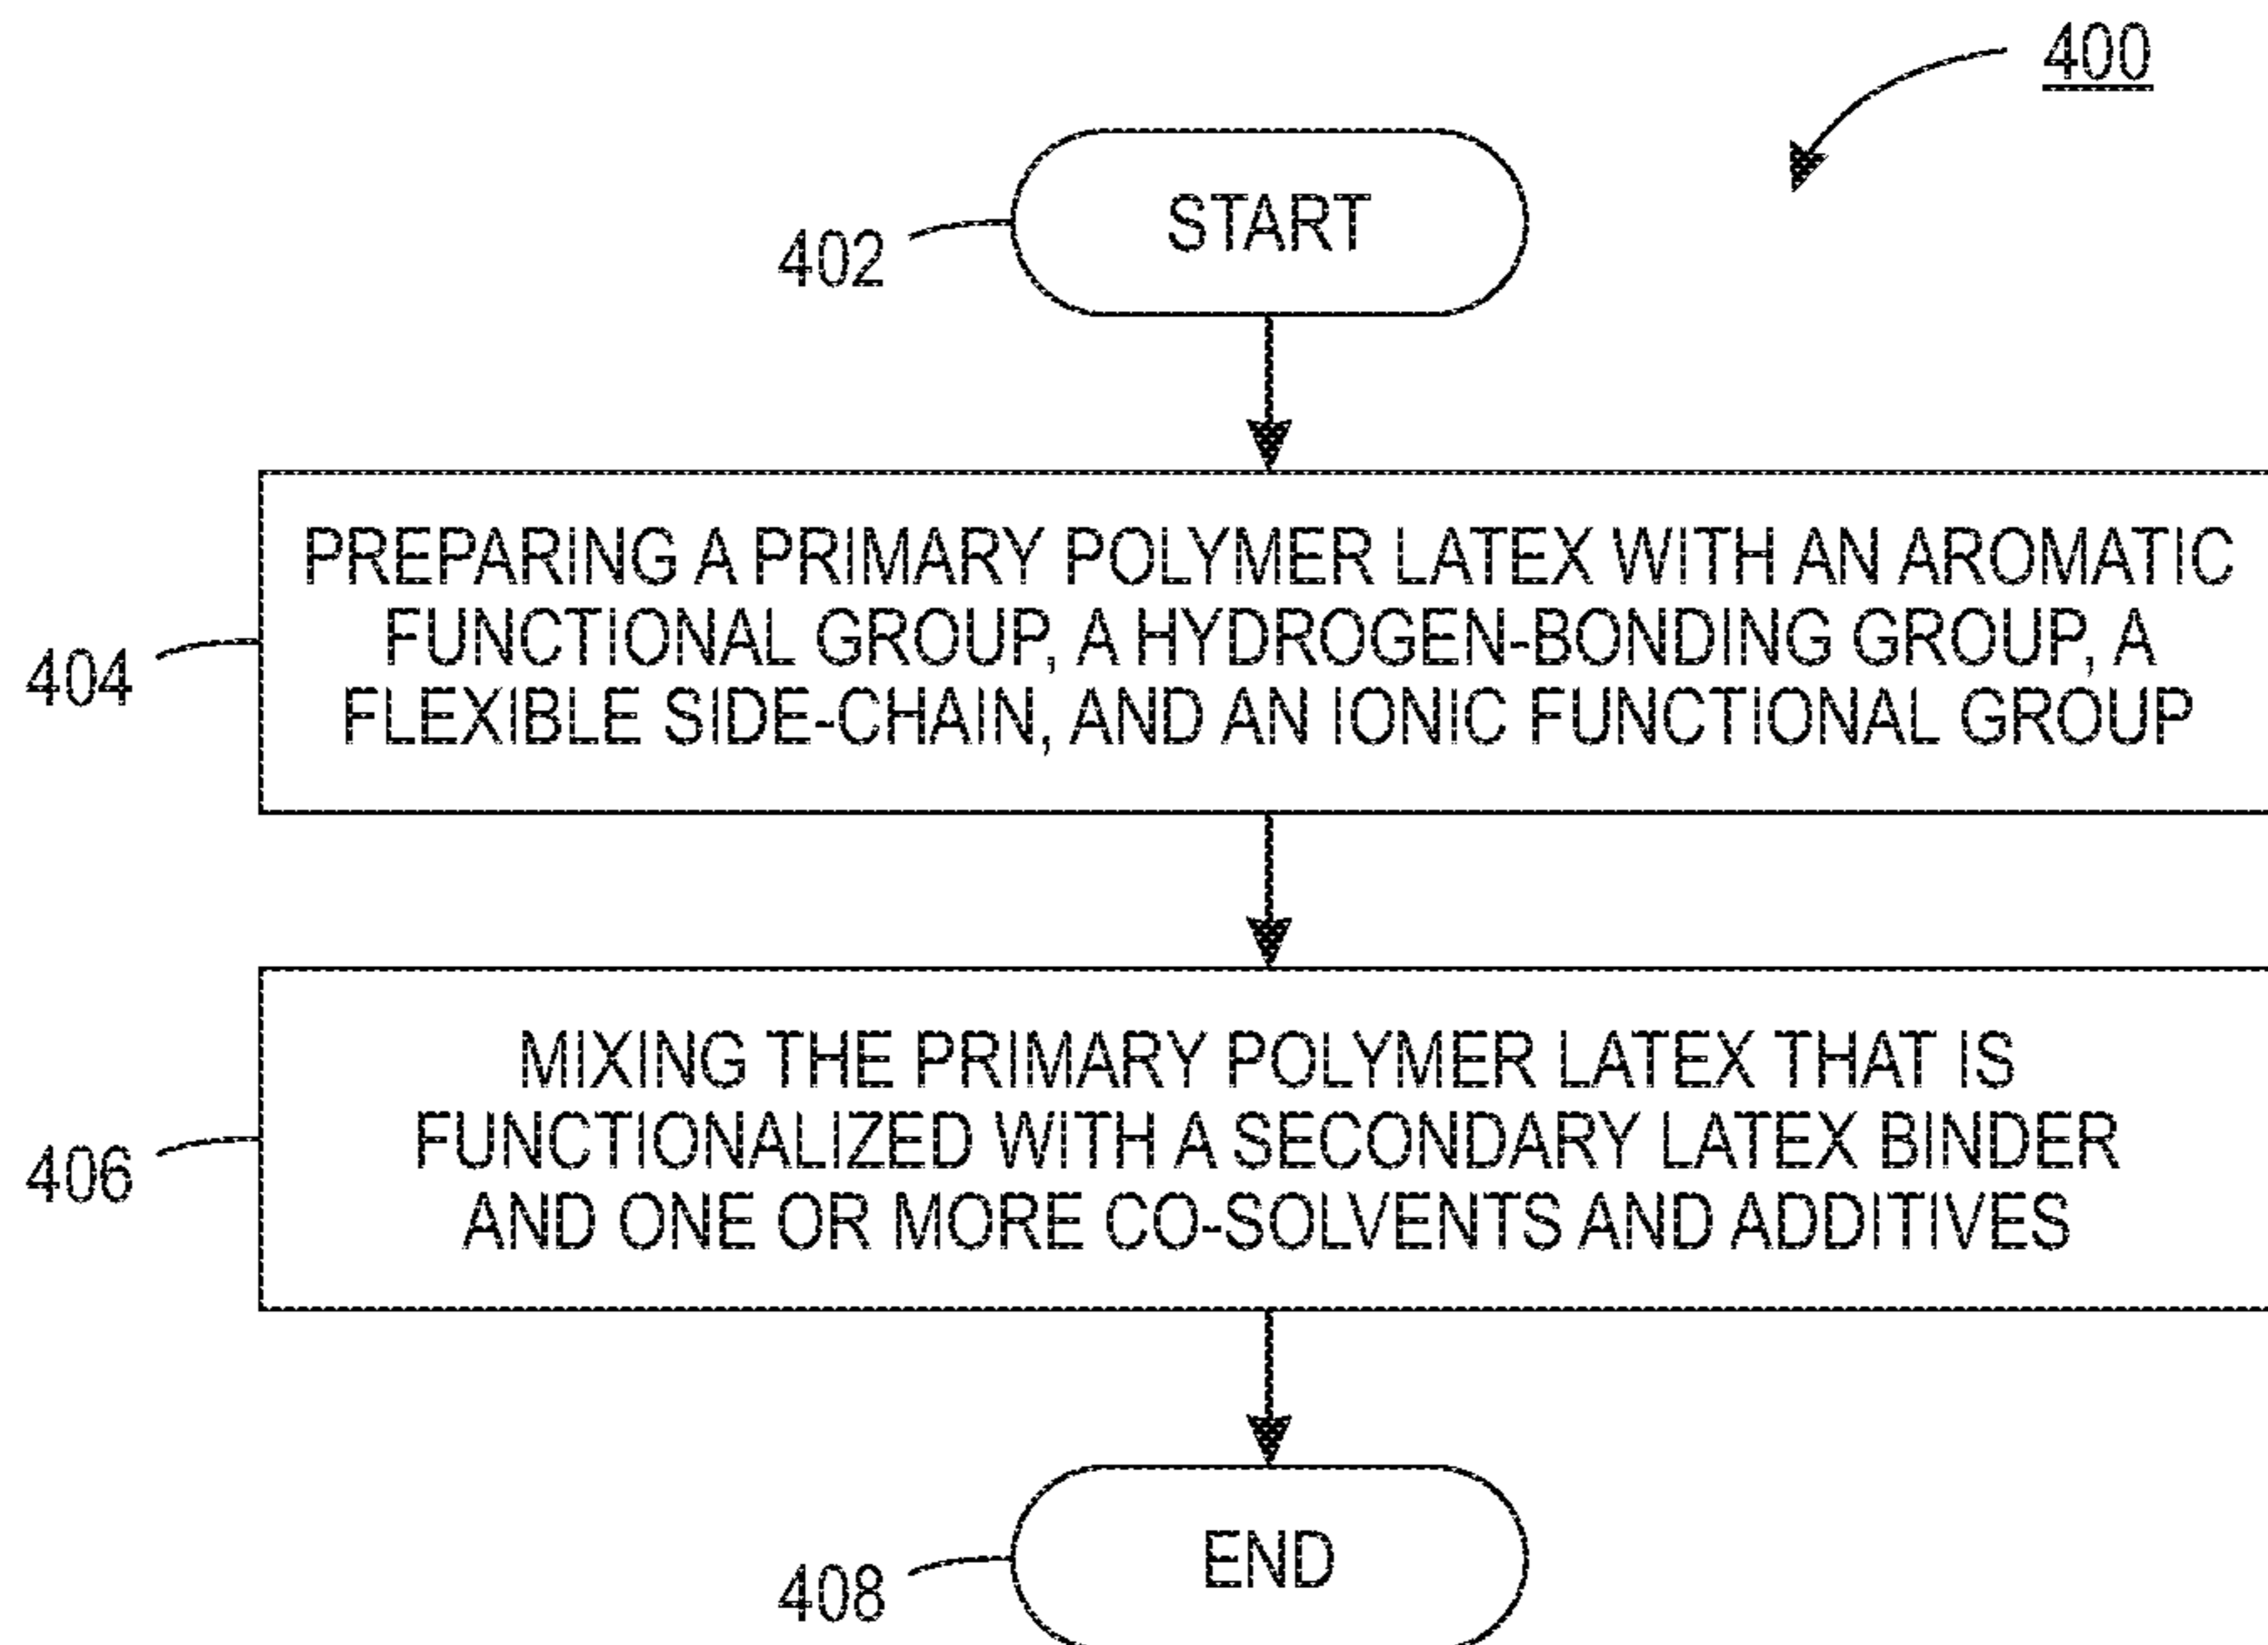 400
START
402
PREPARING A PRIMARY POLYMER LATEX WITH AN AROMATIC
FUNCTIONAL GROUP, A HYDROGEN-BONDING GROUP, A
FLEXIBLE SIDE-CHAIN, AND AN IONIC FUNCTIONAL GROUP
404
MIXING THE PRIMARY POLYMER LATEX THAT IS
FUNCTIONALIZED WITH A SECONDARY LATEX BINDER
AND ONE OR MORE CO-SOLVENTS AND ADDITIVES
406
END
408